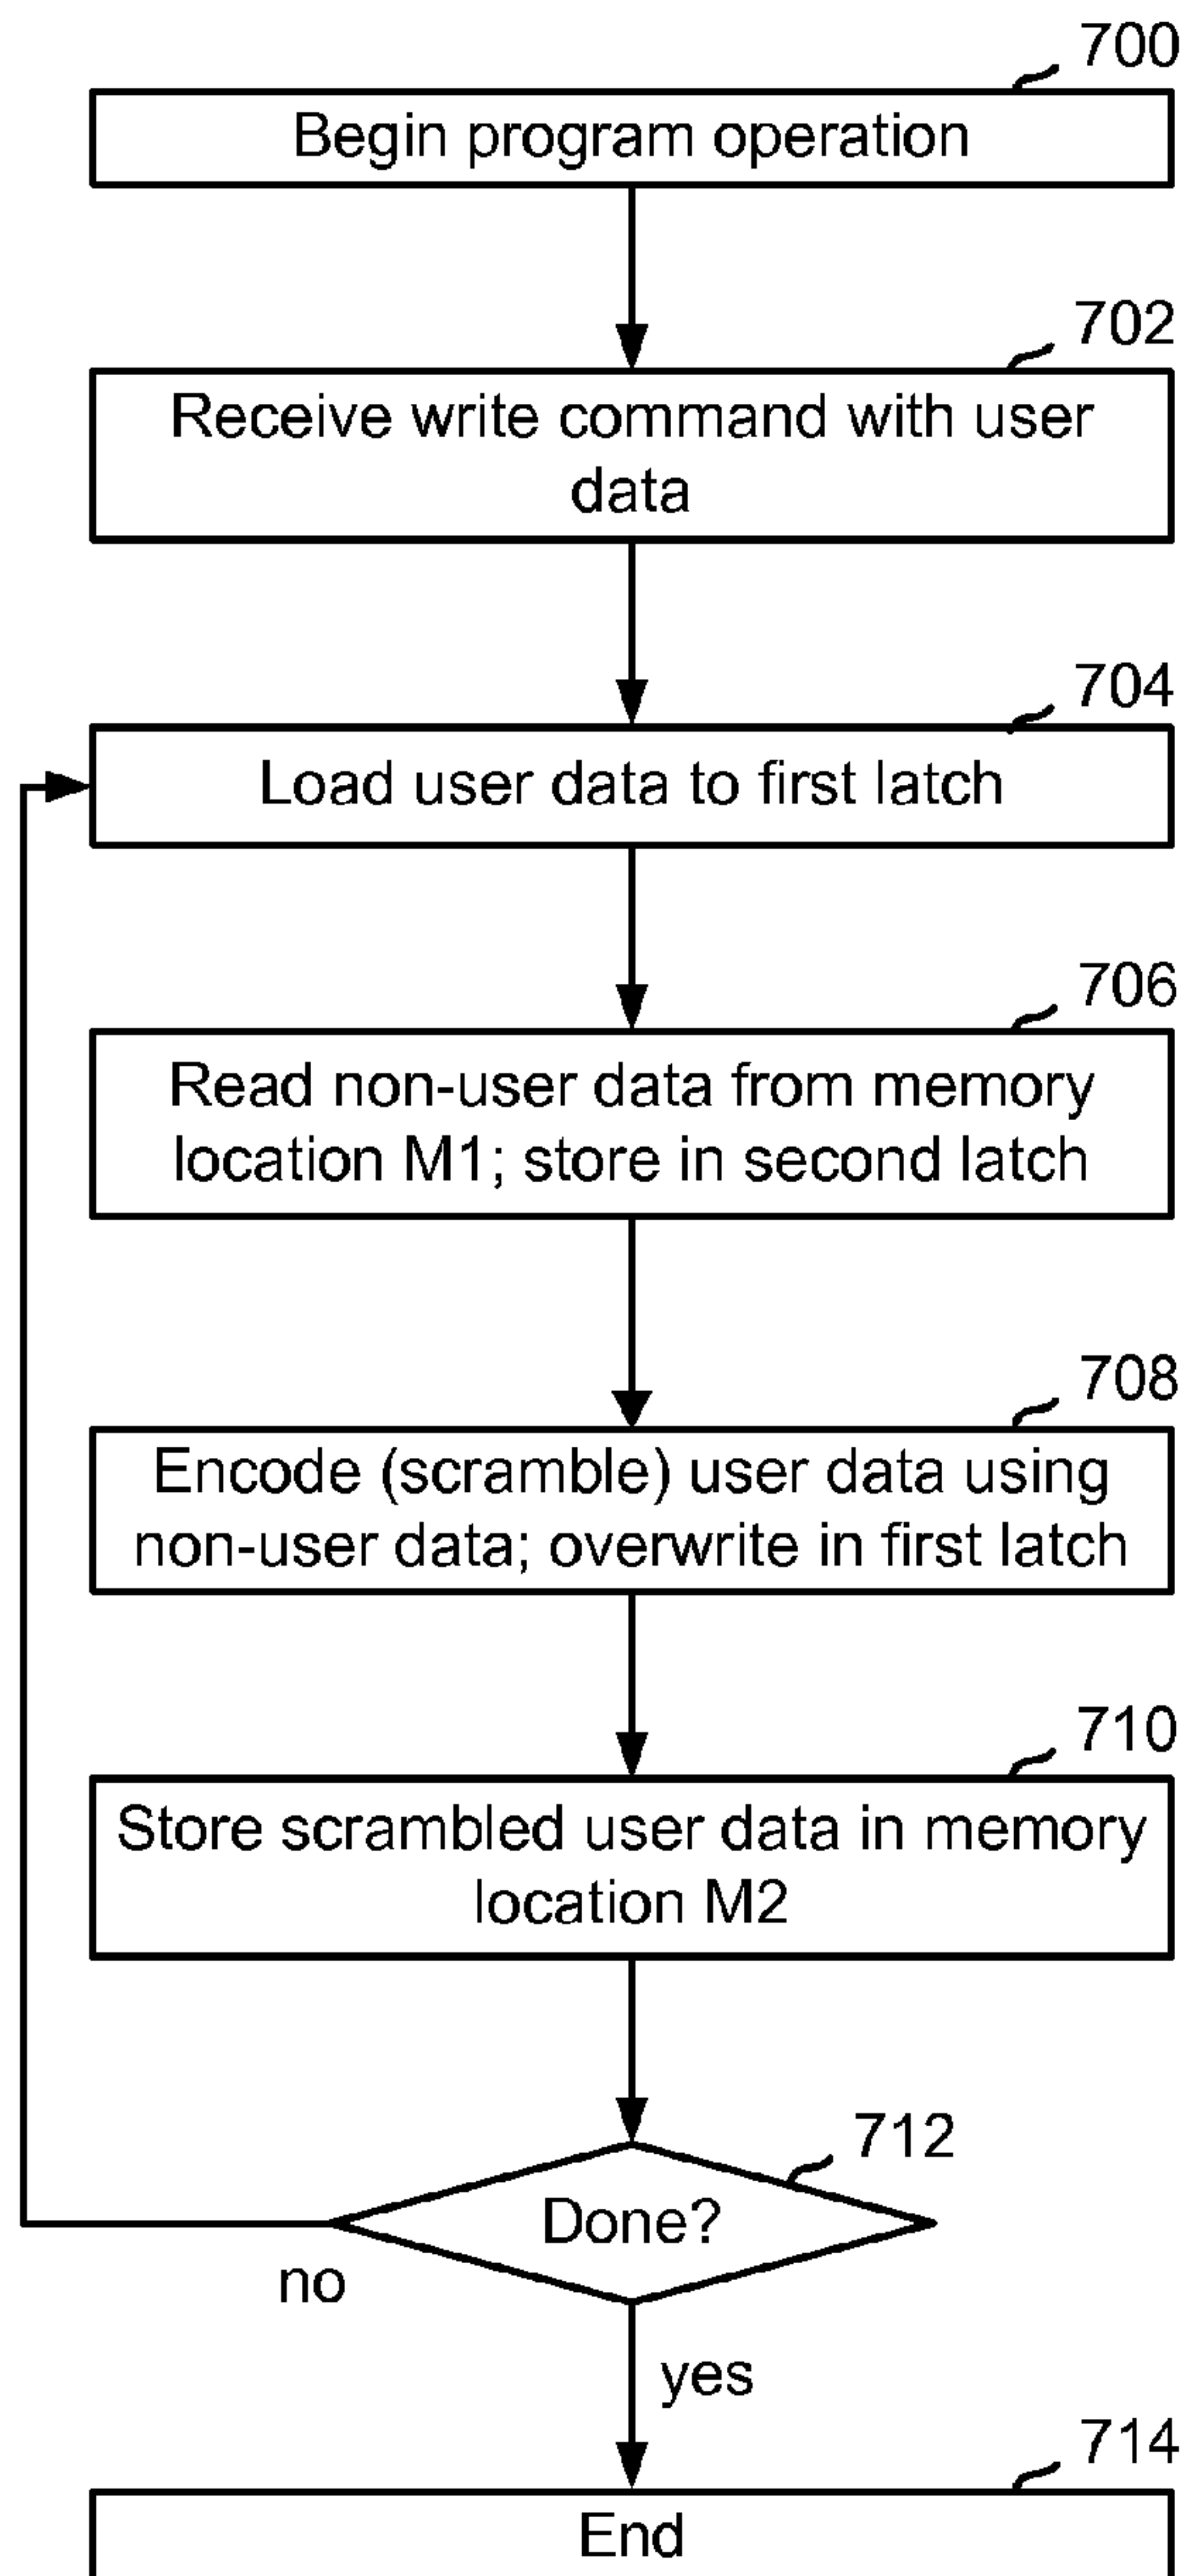 700
Begin program operation
702
Receive write command with user
data
704
Load user data to first latch
706
Read non-user data from memory
location M1; store in second latch
708
Encode (scramble) user data using
non-user data; overwrite in first latch
710
Store scrambled user data in memory
location M2
712
Done?
no
yes
714
End